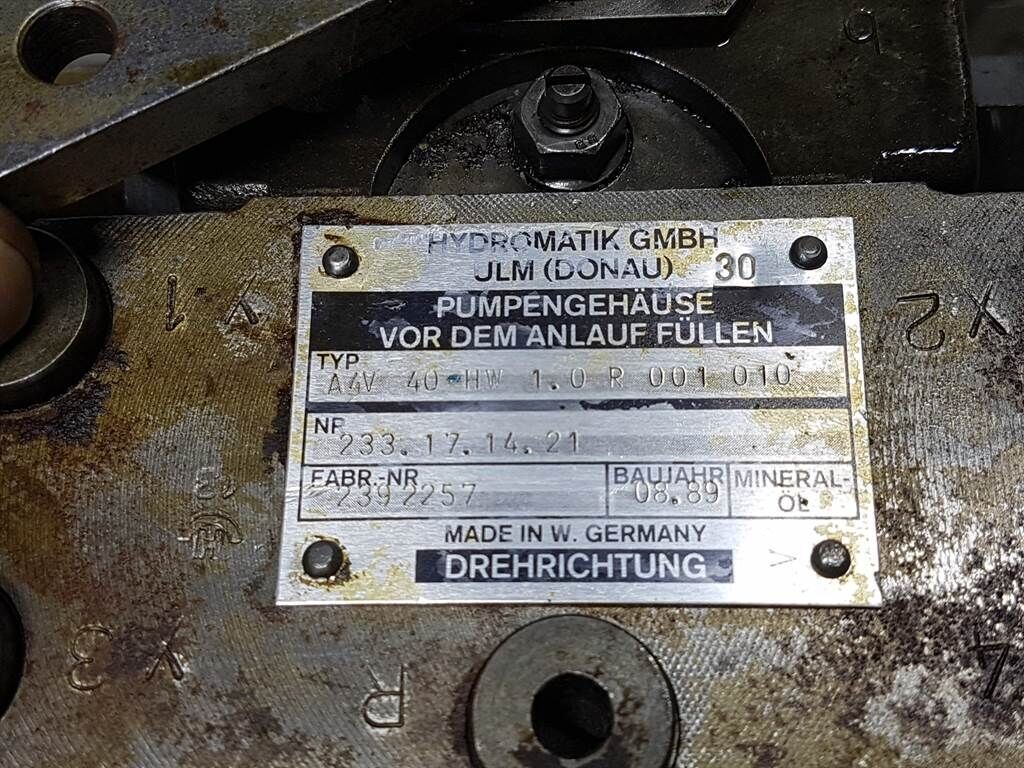 9
HYDROMATIK GMBH
ULM (DONAU) 30
PUMPENGEHÄUSE
VOR DEM ANLAUF FÜLLEN
TYP
A4V 40 HW 1.0 R 001 010
NR
233.17.14.21
FABR.-NR
2392257
BAUJAHR
08.89
MINERAL-
ÖL
MADE IN W. GERMANY
DREHRICHTUNG >
X1
X2
X3
R
4